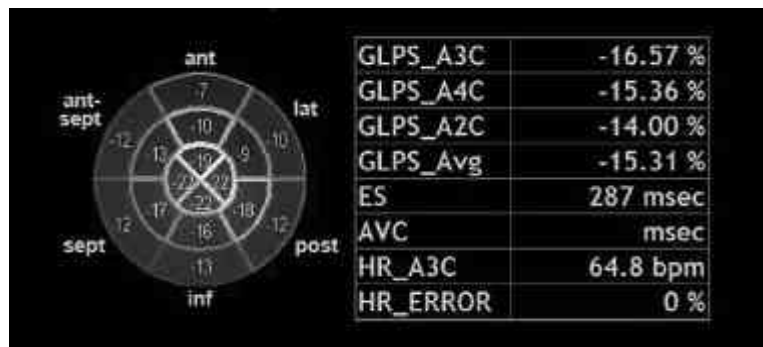 ant
ant-
sept
lat
-7
-10
-12
-10
13
-9
-19
-22
-22
-22
17
-18
-16
12
-12
-13
sept
post
inf
GLPS_A3C -16.57 %
GLPS_A4C -15.36 %
GLPS_A2C -14.00 %
GLPS_Avg -15.31 %
ES 287 msec
AVC msec
HR_A3C 64.8 bpm
HR_ERROR 0 %